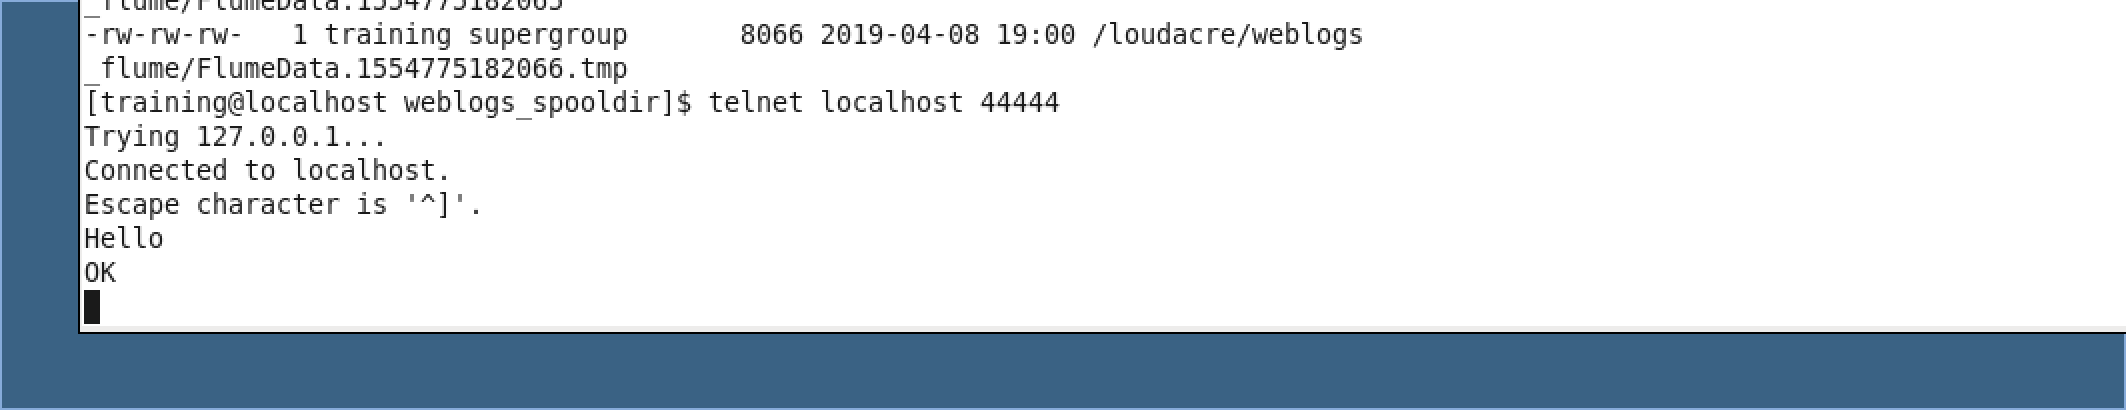 _flume/FlumeData.1554775182065
-rw-rw-rw-   1 training supergroup       8066 2019-04-08 19:00 /loudacre/weblogs
_flume/FlumeData.1554775182066.tmp
[training@localhost weblogs_spooldir]$ telnet localhost 44444
Trying 127.0.0.1...
Connected to localhost.
Escape character is '^]'.
Hello
OK